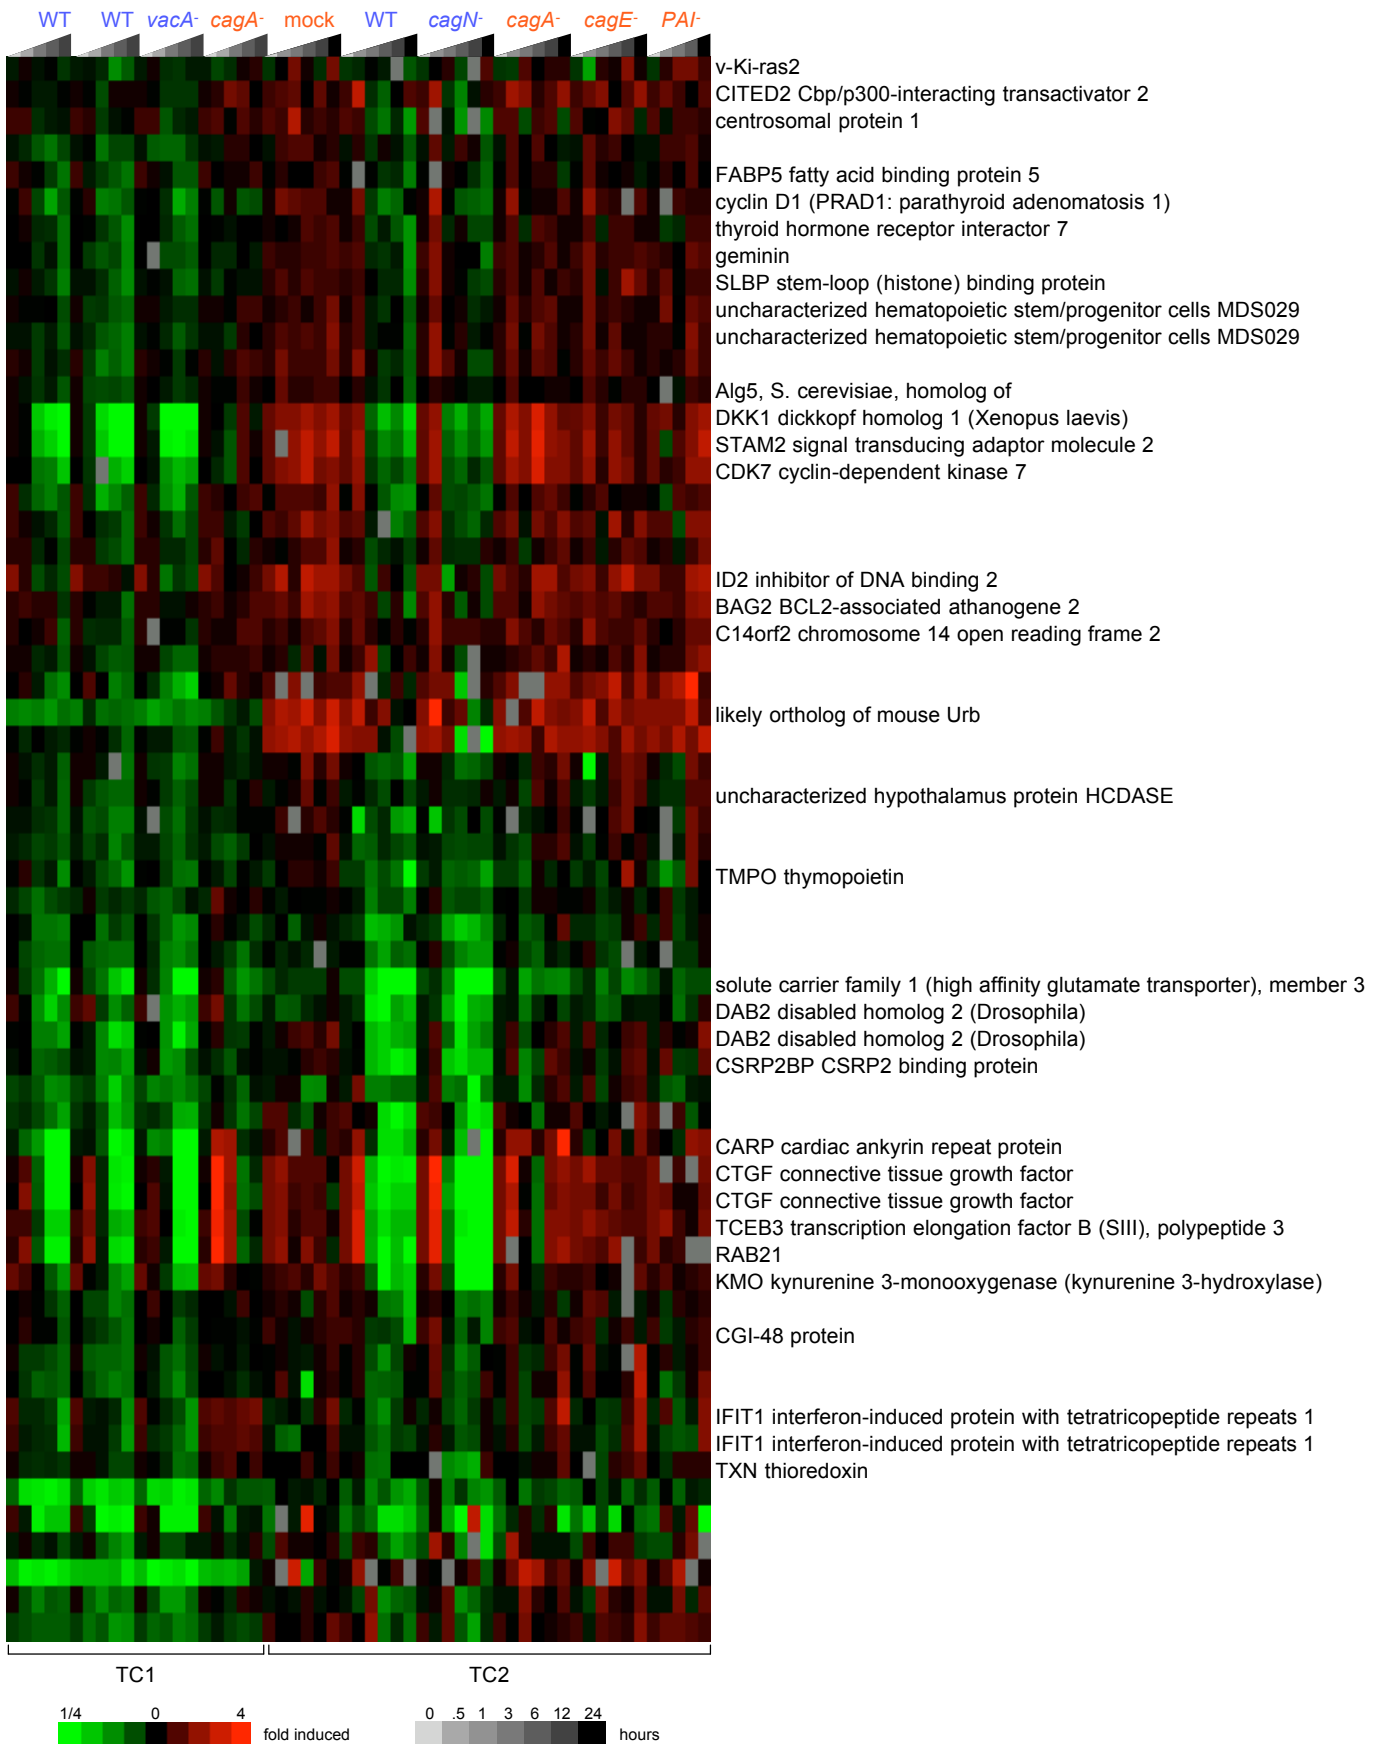 WT WT vacA- cagA- mock WT cagN- cagA- cagE- PAI-
v-Ki-ras2
CITED2 Cbp/p300-interacting transactivator 2
centrosomal protein 1
FABP5 fatty acid binding protein 5
cyclin D1 (PRAD1: parathyroid adenomatosis 1)
thyroid hormone receptor interactor 7
geminin
SLBP stem-loop (histone) binding protein
uncharacterized hematopoietic stem/progenitor cells MDS029
uncharacterized hematopoietic stem/progenitor cells MDS029
Alg5, S. cerevisiae, homolog of
DKK1 dickkopf homolog 1 (Xenopus laevis)
STAM2 signal transducing adaptor molecule 2
CDK7 cyclin-dependent kinase 7
ID2 inhibitor of DNA binding 2
BAG2 BCL2-associated athanogene 2
C14orf2 chromosome 14 open reading frame 2
likely ortholog of mouse Urb
uncharacterized hypothalamus protein HCDASE
TMPO thymopoietin
solute carrier family 1 (high affinity glutamate transporter), member 3
DAB2 disabled homolog 2 (Drosophila)
DAB2 disabled homolog 2 (Drosophila)
CSRP2BP CSRP2 binding protein
CARP cardiac ankyrin repeat protein
CTGF connective tissue growth factor
CTGF connective tissue growth factor
TCEB3 transcription elongation factor B (SIII), polypeptide 3
RAB21
KMO kynurenine 3-monooxygenase (kynurenine 3-hydroxylase)
CGI-48 protein
IFIT1 interferon-induced protein with tetratricopeptide repeats 1
IFIT1 interferon-induced protein with tetratricopeptide repeats 1
TXN thioredoxin
TC1 TC2
1/4 0 4 fold induced
0 .5 1 3 6 12 24 hours